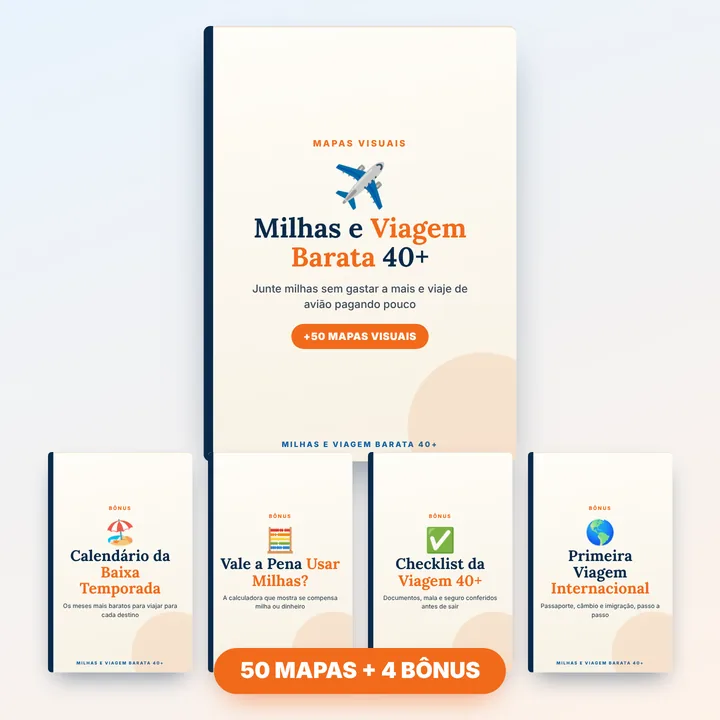 MAPAS VISUAIS
Milhas e Viagem
Barata 40+
Junte milhas sem gastar a mais e viaje de
avião pagando pouco
+50 MAPAS VISUAIS
MILHAS E VIAGEM BARATA 40+
BÔNUS
Calendário da
Baixa
Temporada
Os meses mais baratos para viajar para
cada destino
MILHAS E VIAGEM BARATA 40+
BÔNUS
Vale a Pena Usar
Milhas?
A calculadora que mostra se compensa
milha ou dinheiro
BÔNUS
Checklist da
Viagem 40+
Documentos, mala e seguro conferidos
antes de sair
BÔNUS
Primeira
Viagem
Internacional
Passaporte, câmbio e imigração, passo a
passo
MILHAS E VIAGEM BARATA 40+
50 MAPAS + 4 BÔNUS